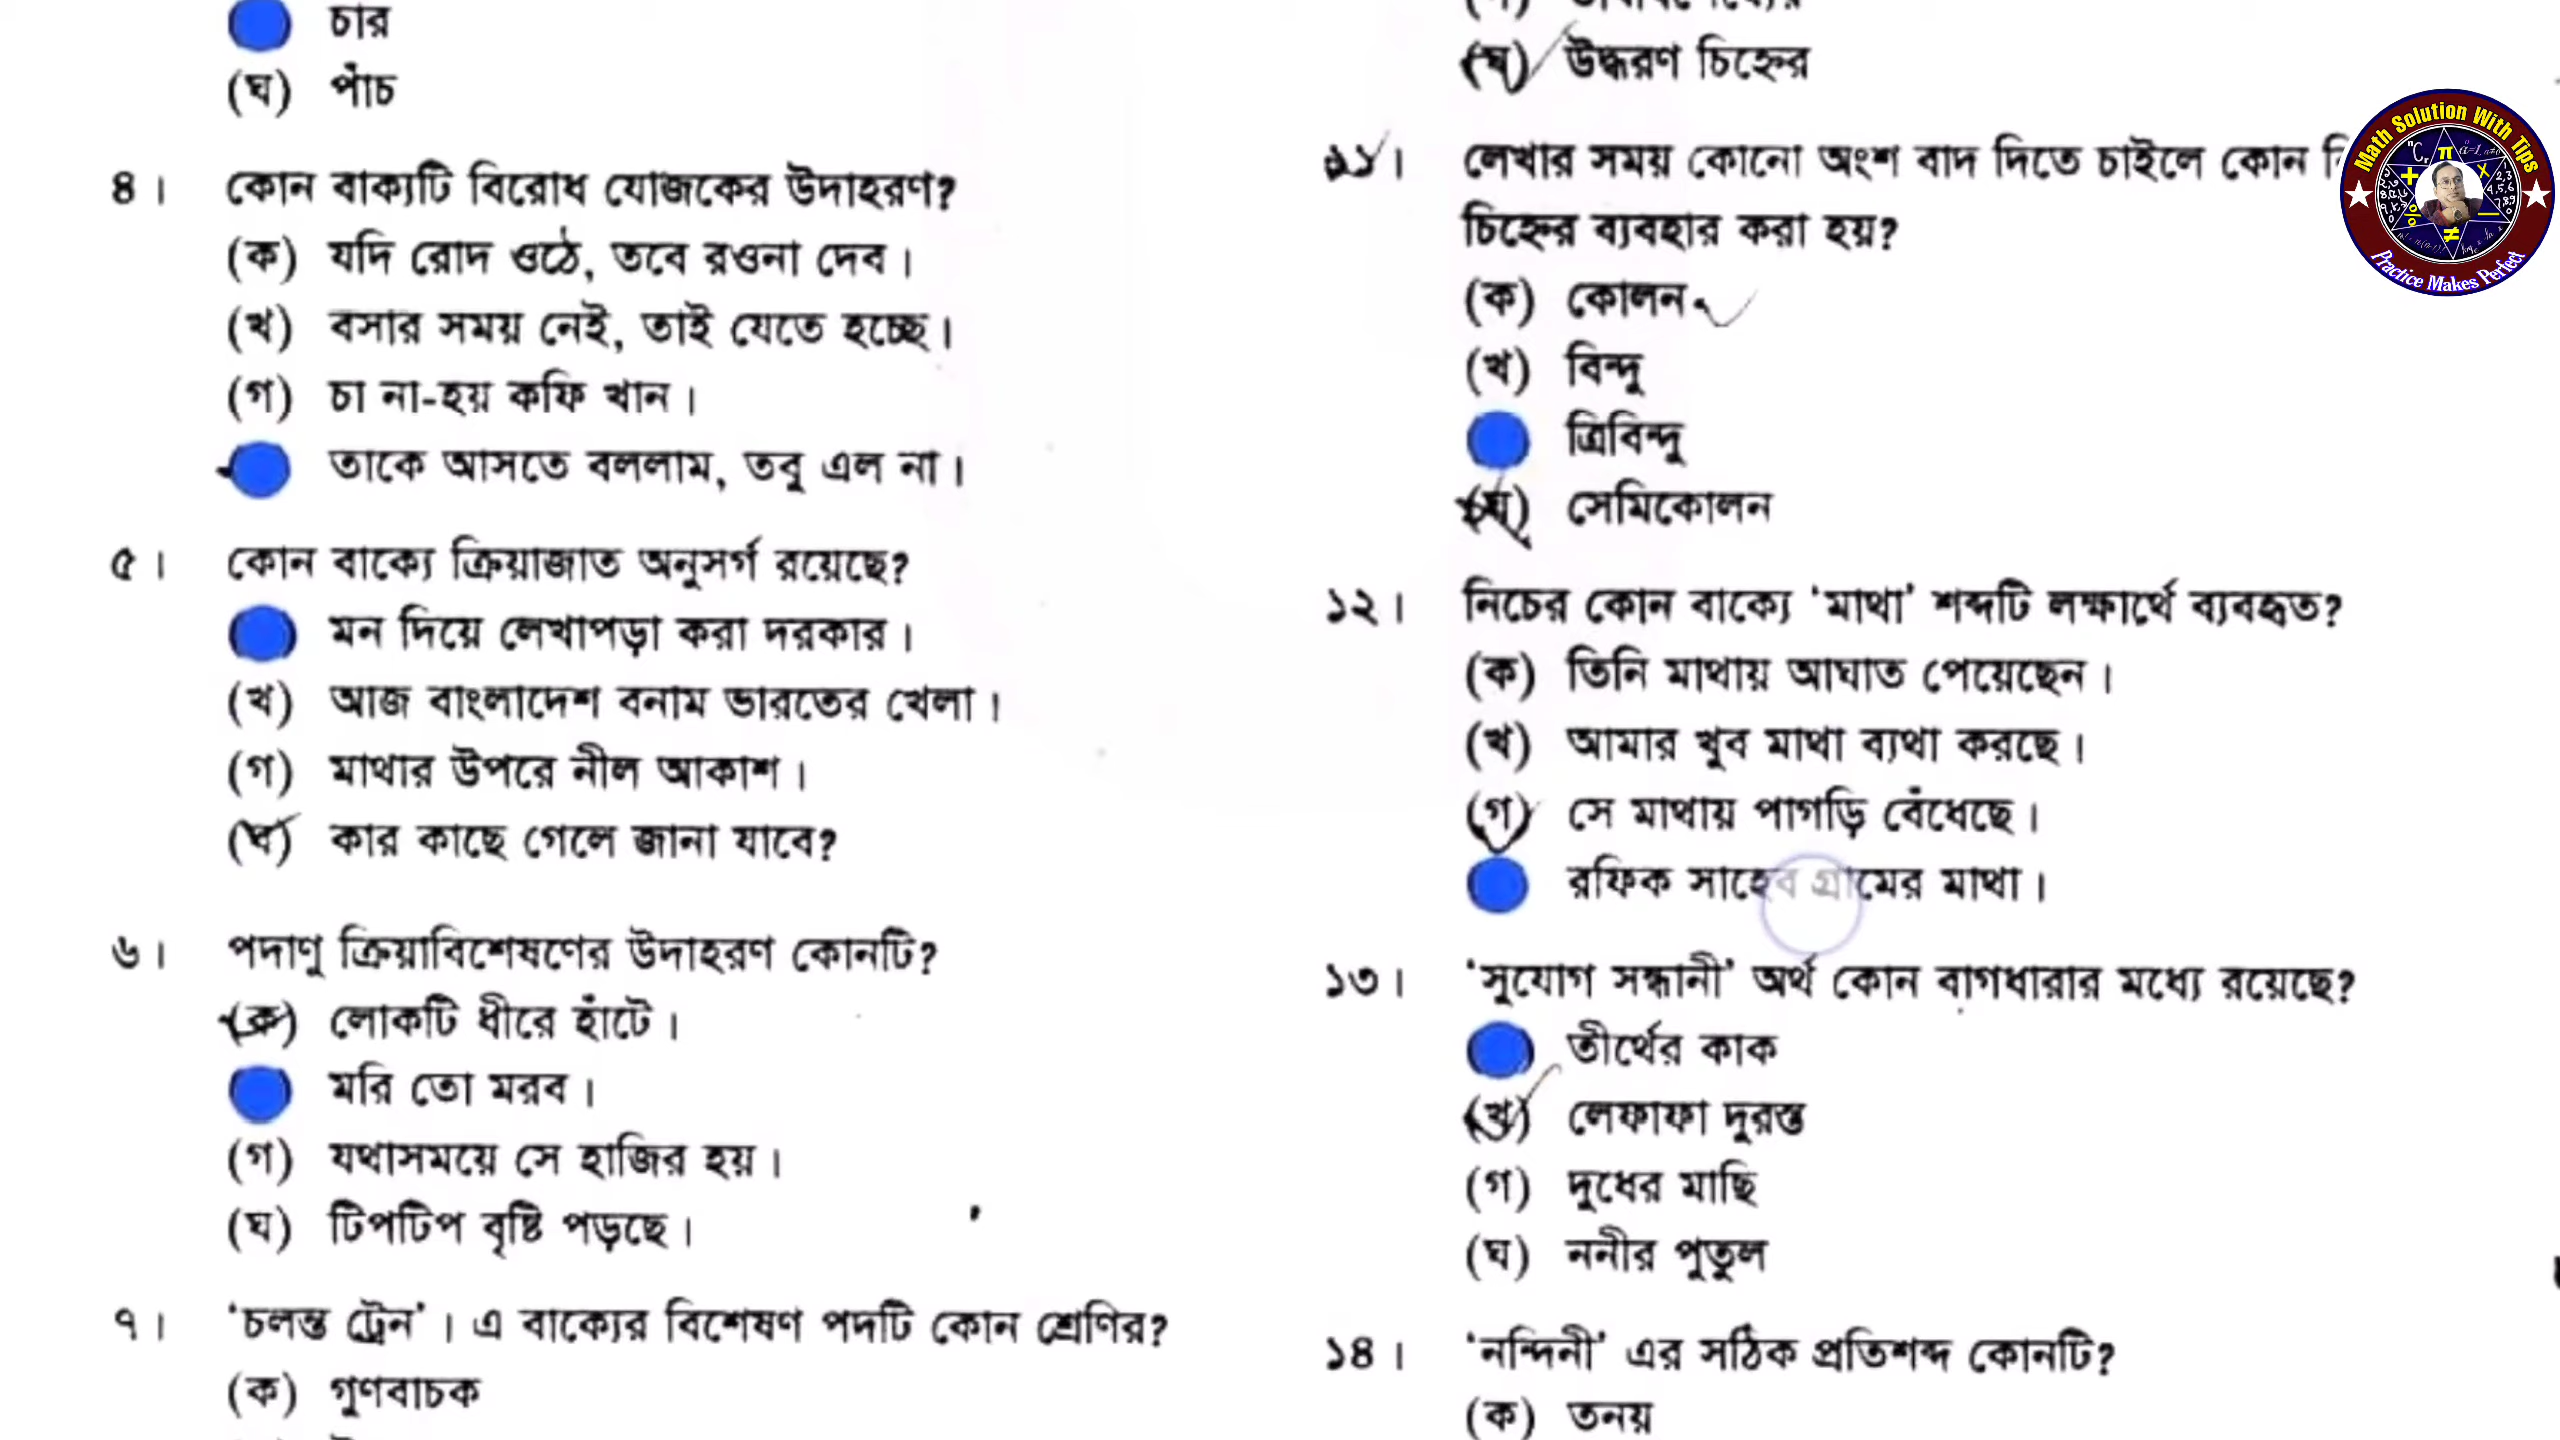 চার
(ঘ) পাঁচ
৪। কোন বাক্যটি বিরোধ যোজকের উদাহরণ?
(ক) যদি রোদ ওঠে, তবে রওনা দেব।
(খ) বসার সময় নেই, তাই যেতে হচ্ছে।
(গ) চা না-হয় কফি খান।
তাকে আসতে বললাম, তবু এল না।
৫। কোন বাক্যে ক্রিয়াজাত অনুসর্গ রয়েছে?
মন দিয়ে লেখাপড়া করা দরকার।
(খ) আজ বাংলাদেশ বনাম ভারতের খেলা।
(গ) মাথার উপরে নীল আকাশ।
(ঘ) কার কাছে গেলে জানা যাবে?
৬। পদাণু ক্রিয়াবিশেষণের উদাহরণ কোনটি?
(ক) লোকটি ধীরে হাঁটে।
মরি তো মরব।
(গ) যথাসময়ে সে হাজির হয়।
(ঘ) টিপটিপ বৃষ্টি পড়ছে।
৭। ‘চলন্ত ট্রেন’। এ বাক্যের বিশেষণ পদটি কোন শ্রেণির?
(ক) গুণবাচক
(ঘ) উদ্ধরণ চিহ্নের
১১। লেখার সময় কোনো অংশ বাদ দিতে চাইলে কোন
চিহ্নের ব্যবহার করা হয়?
(ক) কোলন
(খ) বিন্দু
ত্রিবিন্দু
(ঘ) সেমিকোলন
১২। নিচের কোন বাক্যে ‘মাথা’ শব্দটি লক্ষার্থে ব্যবহৃত?
(ক) তিনি মাথায় আঘাত পেয়েছেন।
(খ) আমার খুব মাথা ব্যথা করছে।
(গ) সে মাথায় পাগড়ি বেঁধেছে।
রফিক সাহেব গ্রামের মাথা।
১৩। ‘সুযোগ সন্ধানী’ অর্থ কোন বাগধারার মধ্যে রয়েছে?
তীর্থের কাক
(খ) লেফাফা দুরস্ত
(গ) দুধের মাছি
(ঘ) ননীর পুতুল
১৪। ‘নন্দিনী’ এর সঠিক প্রতিশব্দ কোনটি?
(ক) তনয়
Math Solution With Tips
Practice Makes Perfect